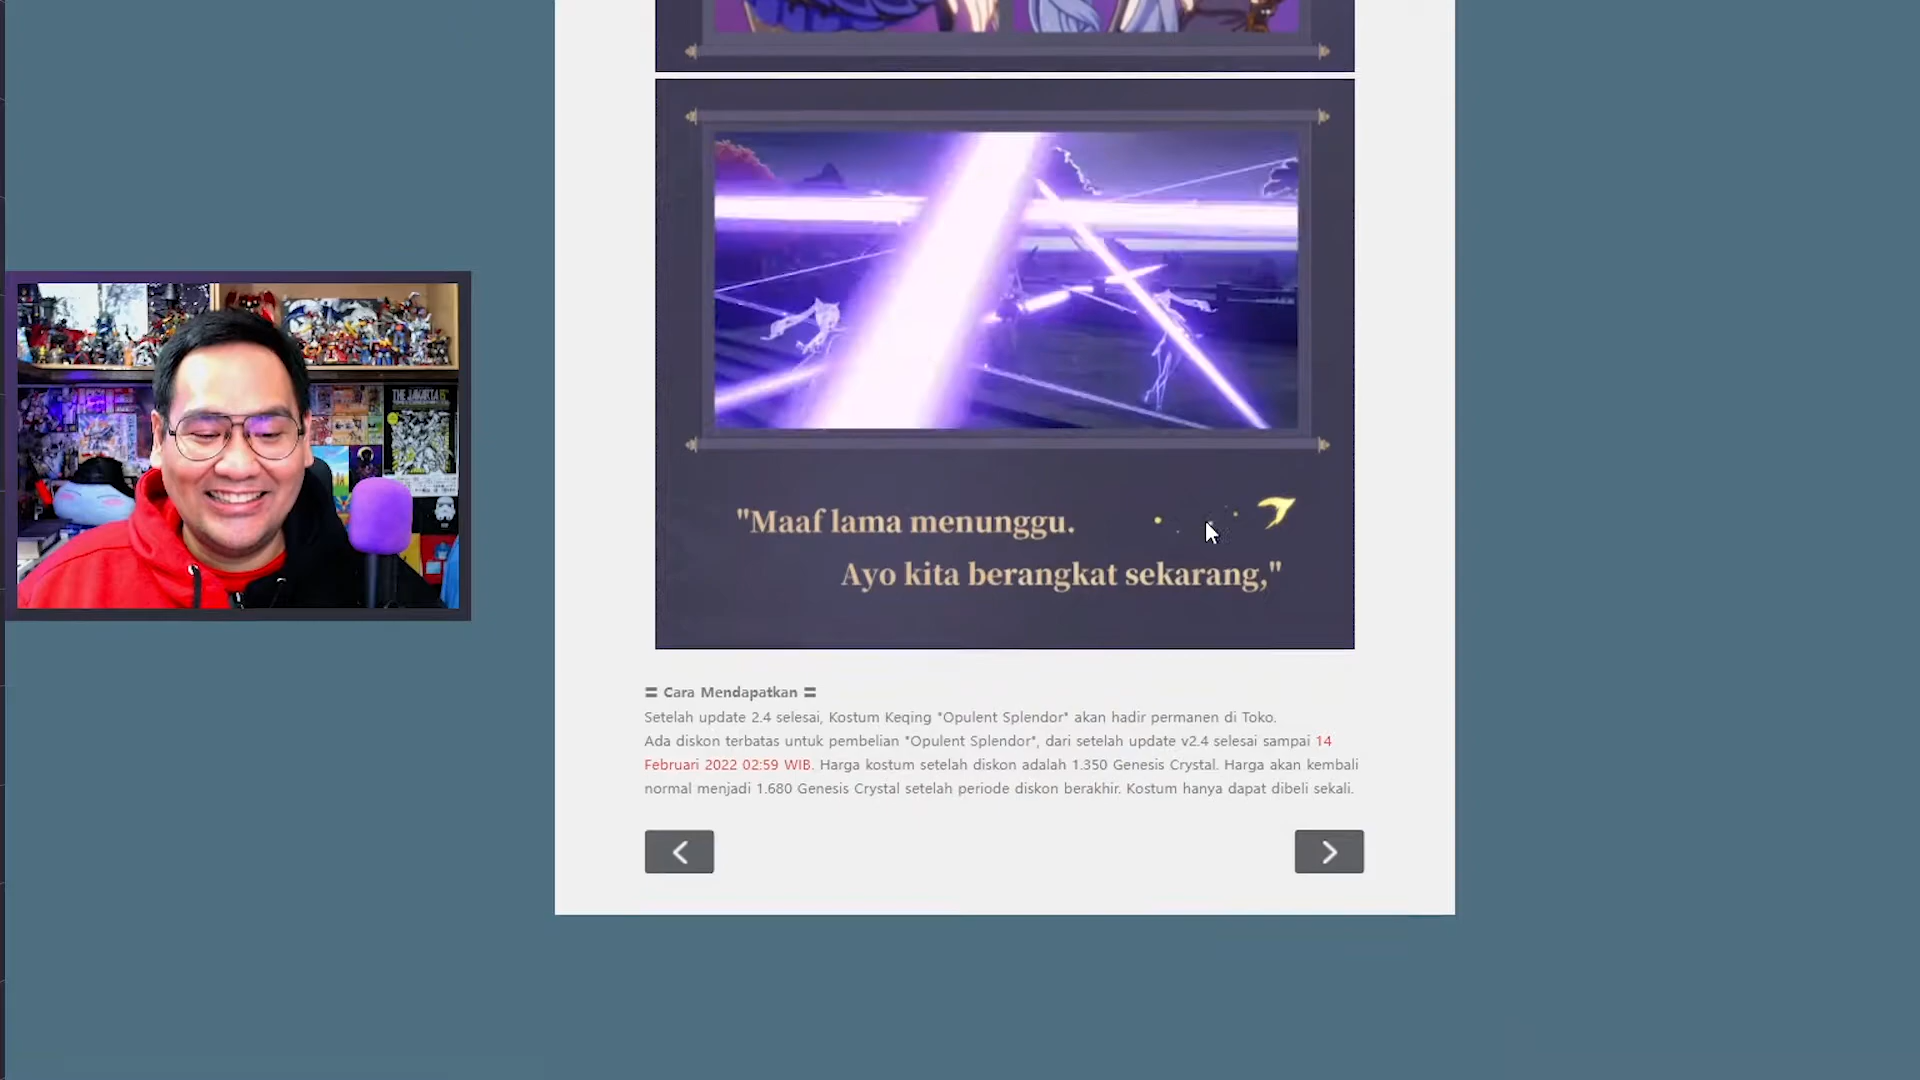 THE JAKARTA
"Maaf lama menunggu.
Ayo kita berangkat sekarang,"
= Cara Mendapatkan =
Setelah update 2.4 selesai, Kostum Keqing "Opulent Splendor" akan hadir permanen di Toko.
Ada diskon terbatas untuk pembelian "Opulent Splendor", dari setelah update v2.4 selesai sampai 14
Februari 2022 02:59 WIB. Harga kostum setelah diskon adalah 1.350 Genesis Crystal. Harga akan kembali
normal menjadi 1.680 Genesis Crystal setelah periode diskon berakhir. Kostum hanya dapat dibeli sekali.